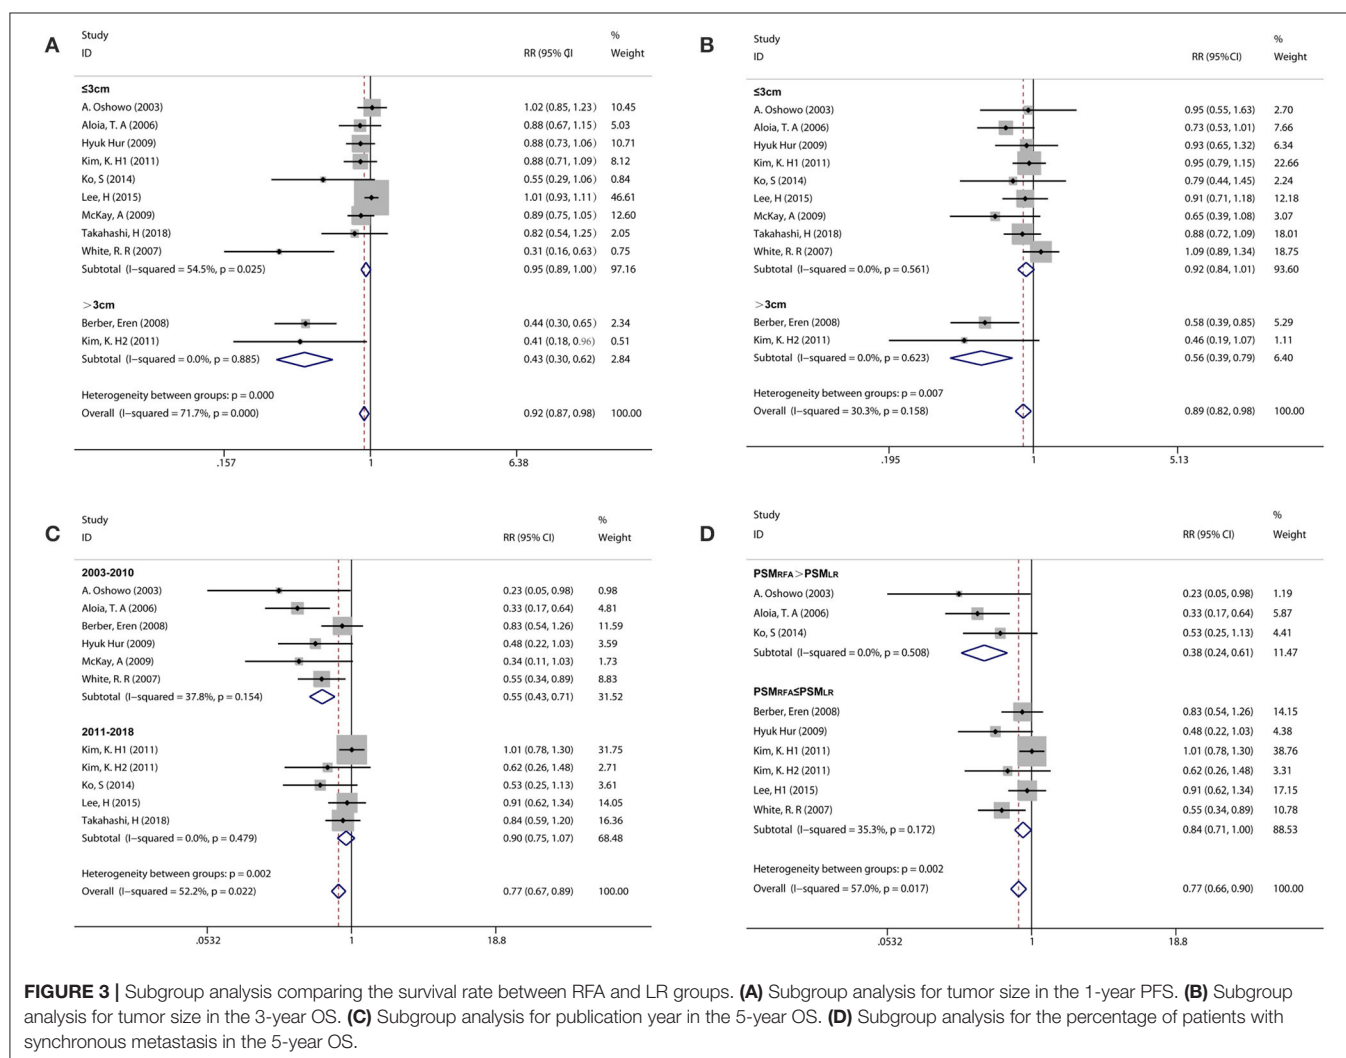 A
Study %
ID RR (95% CI) Weight
≤3cm
A. Oshowo (2003) 1.02 (0.85, 1.23) 10.45
Aloia, T. A (2006) 0.88 (0.67, 1.15) 5.03
Hyuk Hur (2009) 0.88 (0.73, 1.06) 10.71
Kim, K. H1 (2011) 0.88 (0.71, 1.09) 8.12
Ko, S (2014) 0.55 (0.29, 1.06) 0.84
Lee, H (2015) 1.01 (0.93, 1.11) 46.61
McKay, A (2009) 0.89 (0.75, 1.05) 12.60
Takahashi, H (2018) 0.82 (0.54, 1.25) 2.05
White, R. R (2007) 0.31 (0.16, 0.63) 0.75
Subtotal (I−squared = 54.5%, p = 0.025) 0.95 (0.89, 1.00) 97.16
>3cm
Berber, Eren (2008) 0.44 (0.30, 0.65) 2.34
Kim, K. H2 (2011) 0.41 (0.18, 0.96) 0.51
Subtotal (I−squared = 0.0%, p = 0.885) 0.43 (0.30, 0.62) 2.84
Heterogeneity between groups: p = 0.000
Overall (I−squared = 71.7%, p = 0.000) 0.92 (0.87, 0.98) 100.00
.157 1 6.38
B
Study %
ID RR (95%CI) Weight
≤3cm
A. Oshowo (2003) 0.95 (0.55, 1.63) 2.70
Aloia, T. A (2006) 0.73 (0.53, 1.01) 7.66
Hyuk Hur (2009) 0.93 (0.65, 1.32) 6.34
Kim, K. H1 (2011) 0.95 (0.79, 1.15) 22.66
Ko, S (2014) 0.79 (0.44, 1.45) 2.24
Lee, H (2015) 0.91 (0.71, 1.18) 12.18
McKay, A (2009) 0.65 (0.39, 1.08) 3.07
Takahashi, H (2018) 0.88 (0.72, 1.09) 18.01
White, R. R (2007) 1.09 (0.89, 1.34) 18.75
Subtotal (I−squared = 0.0%, p = 0.561) 0.92 (0.84, 1.01) 93.60
>3cm
Berber, Eren (2008) 0.58 (0.39, 0.85) 5.29
Kim, K. H2 (2011) 0.46 (0.19, 1.07) 1.11
Subtotal (I−squared = 0.0%, p = 0.623) 0.56 (0.39, 0.79) 6.40
Heterogeneity between groups: p = 0.007
Overall (I−squared = 30.3%, p = 0.158) 0.89 (0.82, 0.98) 100.00
.195 1 5.13
C
Study %
ID RR (95% CI) Weight
2003-2010
A. Oshowo (2003) 0.23 (0.05, 0.98) 0.98
Aloia, T. A (2006) 0.33 (0.17, 0.64) 4.81
Berber, Eren (2008) 0.83 (0.54, 1.26) 11.59
Hyuk Hur (2009) 0.48 (0.22, 1.03) 3.59
McKay, A (2009) 0.34 (0.11, 1.03) 1.73
White, R. R (2007) 0.55 (0.34, 0.89) 8.83
Subtotal (I−squared = 37.8%, p = 0.154) 0.55 (0.43, 0.71) 31.52
2011-2018
Kim, K. H1 (2011) 1.01 (0.78, 1.30) 31.75
Kim, K. H2 (2011) 0.62 (0.26, 1.48) 2.71
Ko, S (2014) 0.53 (0.25, 1.13) 3.61
Lee, H (2015) 0.91 (0.62, 1.34) 14.05
Takahashi, H (2018) 0.84 (0.59, 1.20) 16.36
Subtotal (I−squared = 0.0%, p = 0.479) 0.90 (0.75, 1.07) 68.48
Heterogeneity between groups: p = 0.002
Overall (I−squared = 52.2%, p = 0.022) 0.77 (0.67, 0.89) 100.00
.0532 1 18.8
D
Study %
ID RR (95% CI) Weight
PSMRFA>PSMLR
A. Oshowo (2003) 0.23 (0.05, 0.98) 1.19
Aloia, T. A (2006) 0.33 (0.17, 0.64) 5.87
Ko, S (2014) 0.53 (0.25, 1.13) 4.41
Subtotal (I−squared = 0.0%, p = 0.508) 0.38 (0.24, 0.61) 11.47
PSMRFA≤PSMLR
Berber, Eren (2008) 0.83 (0.54, 1.26) 14.15
Hyuk Hur (2009) 0.48 (0.22, 1.03) 4.38
Kim, K. H1 (2011) 1.01 (0.78, 1.30) 38.76
Kim, K. H2 (2011) 0.62 (0.26, 1.48) 3.31
Lee, H1 (2015) 0.91 (0.62, 1.34) 17.15
White, R. R (2007) 0.55 (0.34, 0.89) 10.78
Subtotal (I−squared = 35.3%, p = 0.172) 0.84 (0.71, 1.00) 88.53
Heterogeneity between groups: p = 0.002
Overall (I−squared = 57.0%, p = 0.017) 0.77 (0.66, 0.90) 100.00
.0532 1 18.8
FIGURE 3 | Subgroup analysis comparing the survival rate between RFA and LR groups. (A) Subgroup analysis for tumor size in the 1-year PFS. (B) Subgroup
analysis for tumor size in the 3-year OS. (C) Subgroup analysis for publication year in the 5-year OS. (D) Subgroup analysis for the percentage of patients with
synchronous metastasis in the 5-year OS.